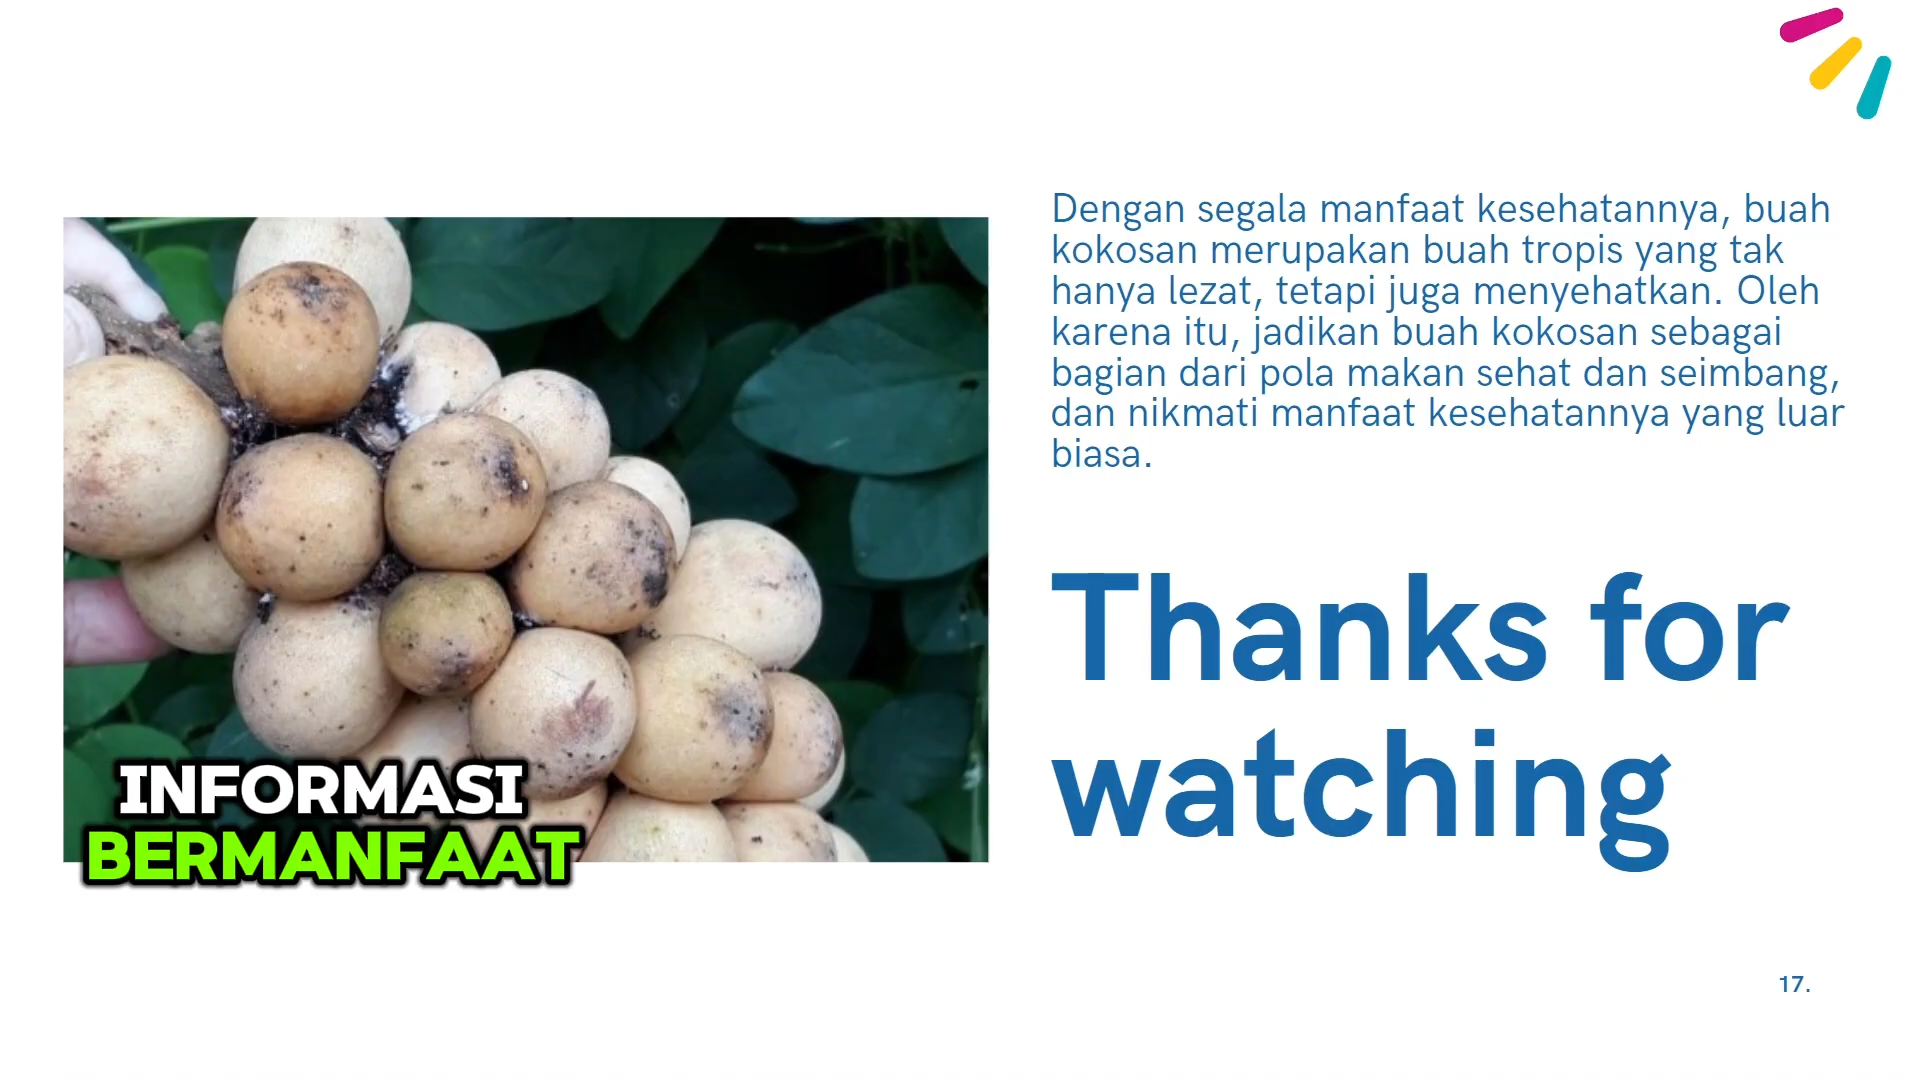 Dengan segala manfaat kesehatannya, buah
kokosan merupakan buah tropis yang tak
hanya lezat, tetapi juga menyehatkan. Oleh
karena itu, jadikan buah kokosan sebagai
bagian dari pola makan sehat dan seimbang,
dan nikmati manfaat kesehatannya yang luar
biasa.
Thanks for
watching
INFORMASI
BERMANFAAT
17.